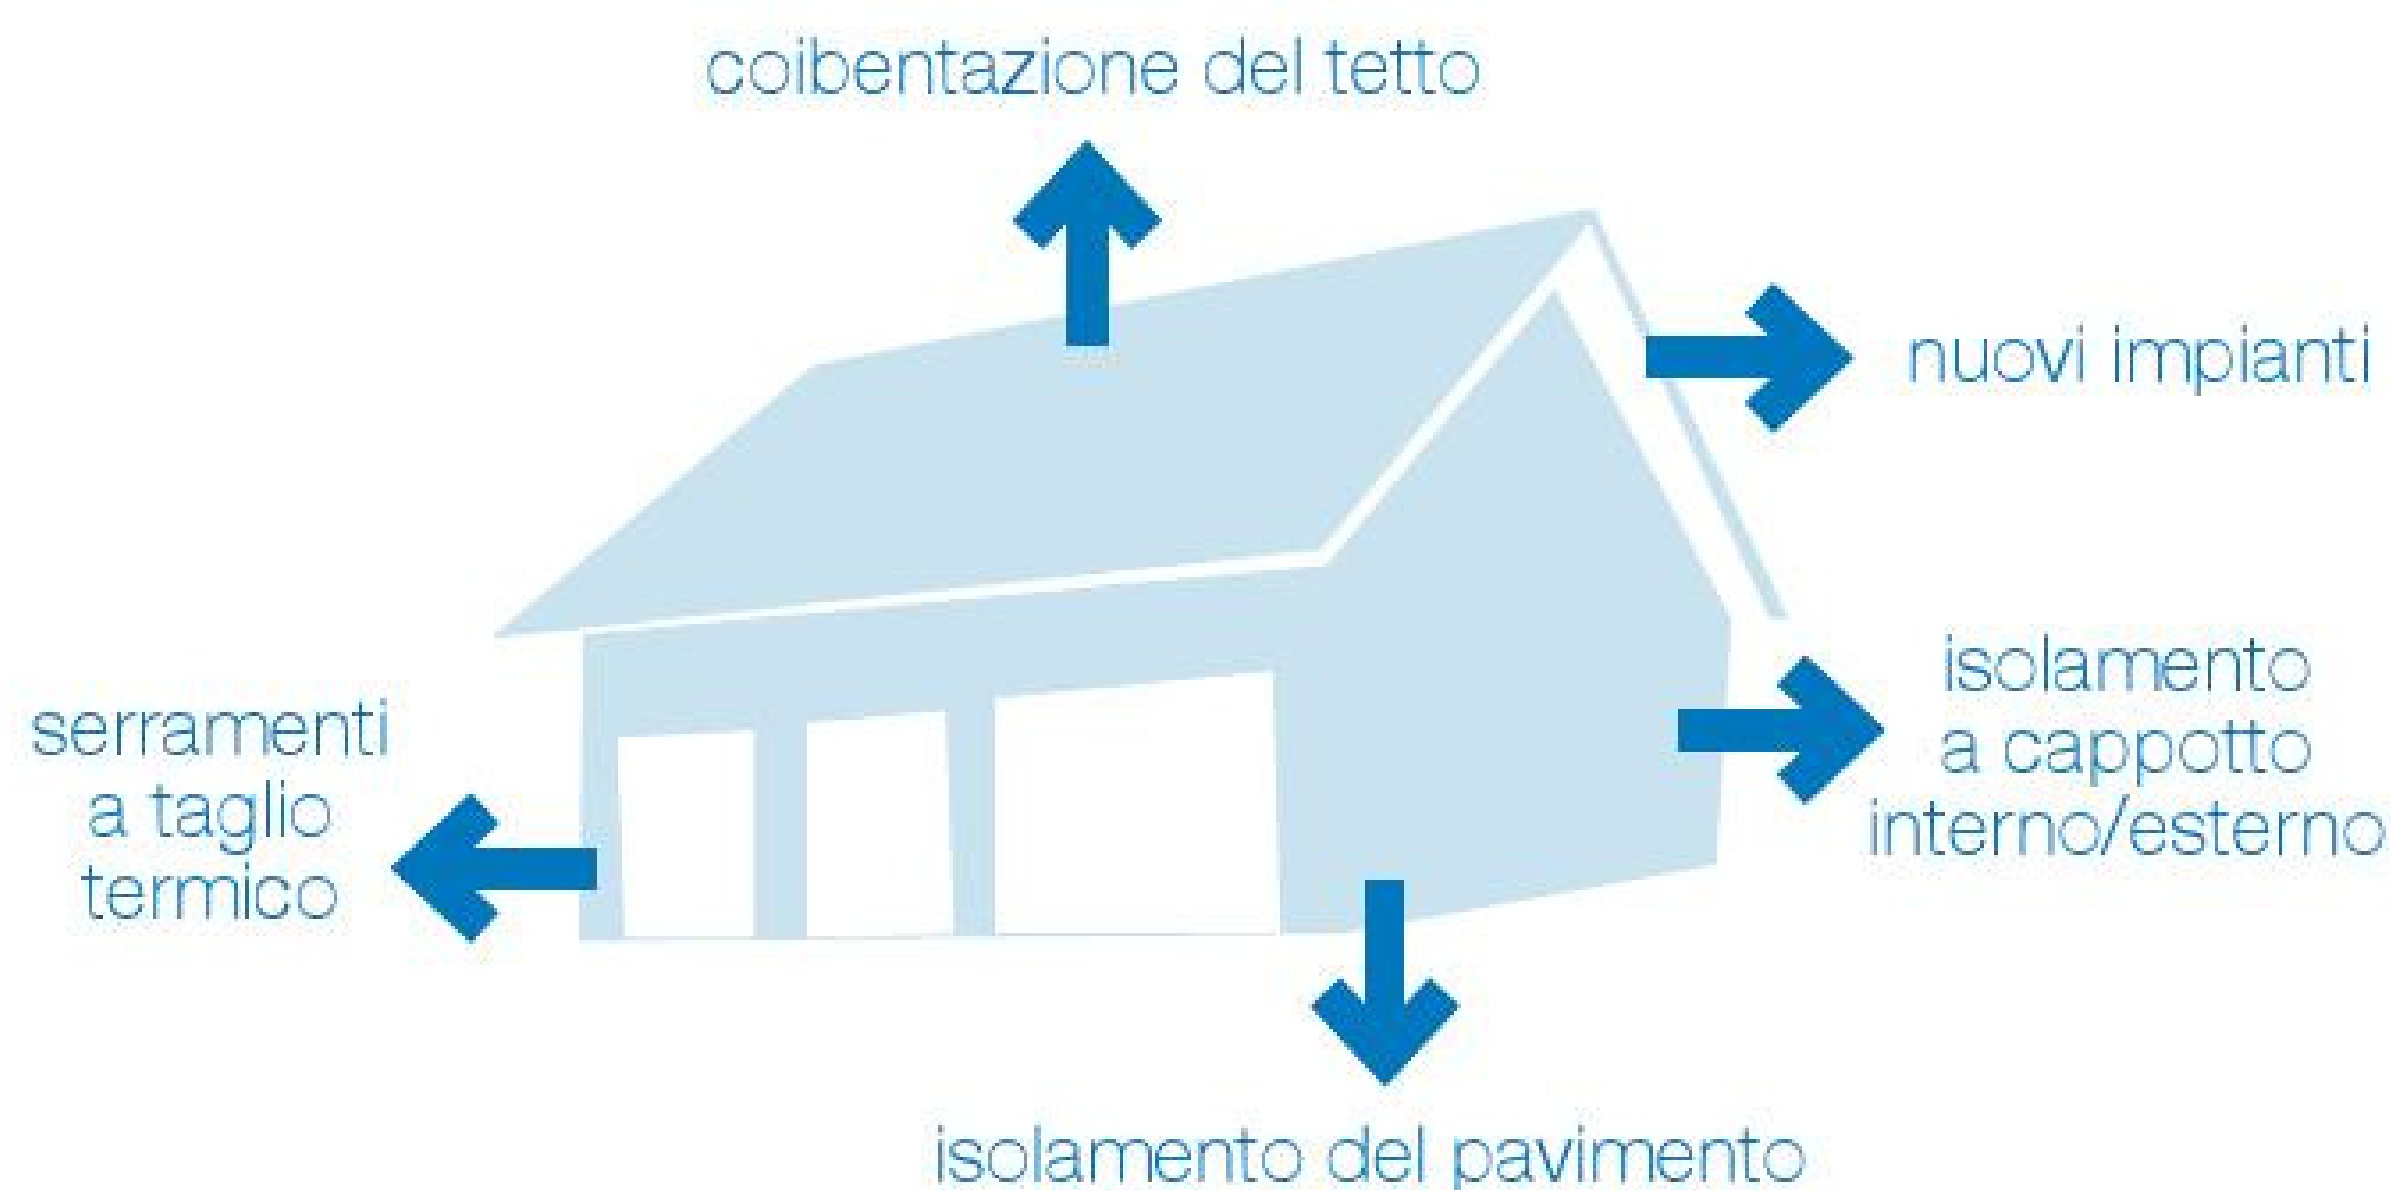 coibentazione del tetto
nuovi impianti
isolamento
a cappotto
interno/esterno
serramenti
a taglio
termico
isolamento del pavimento